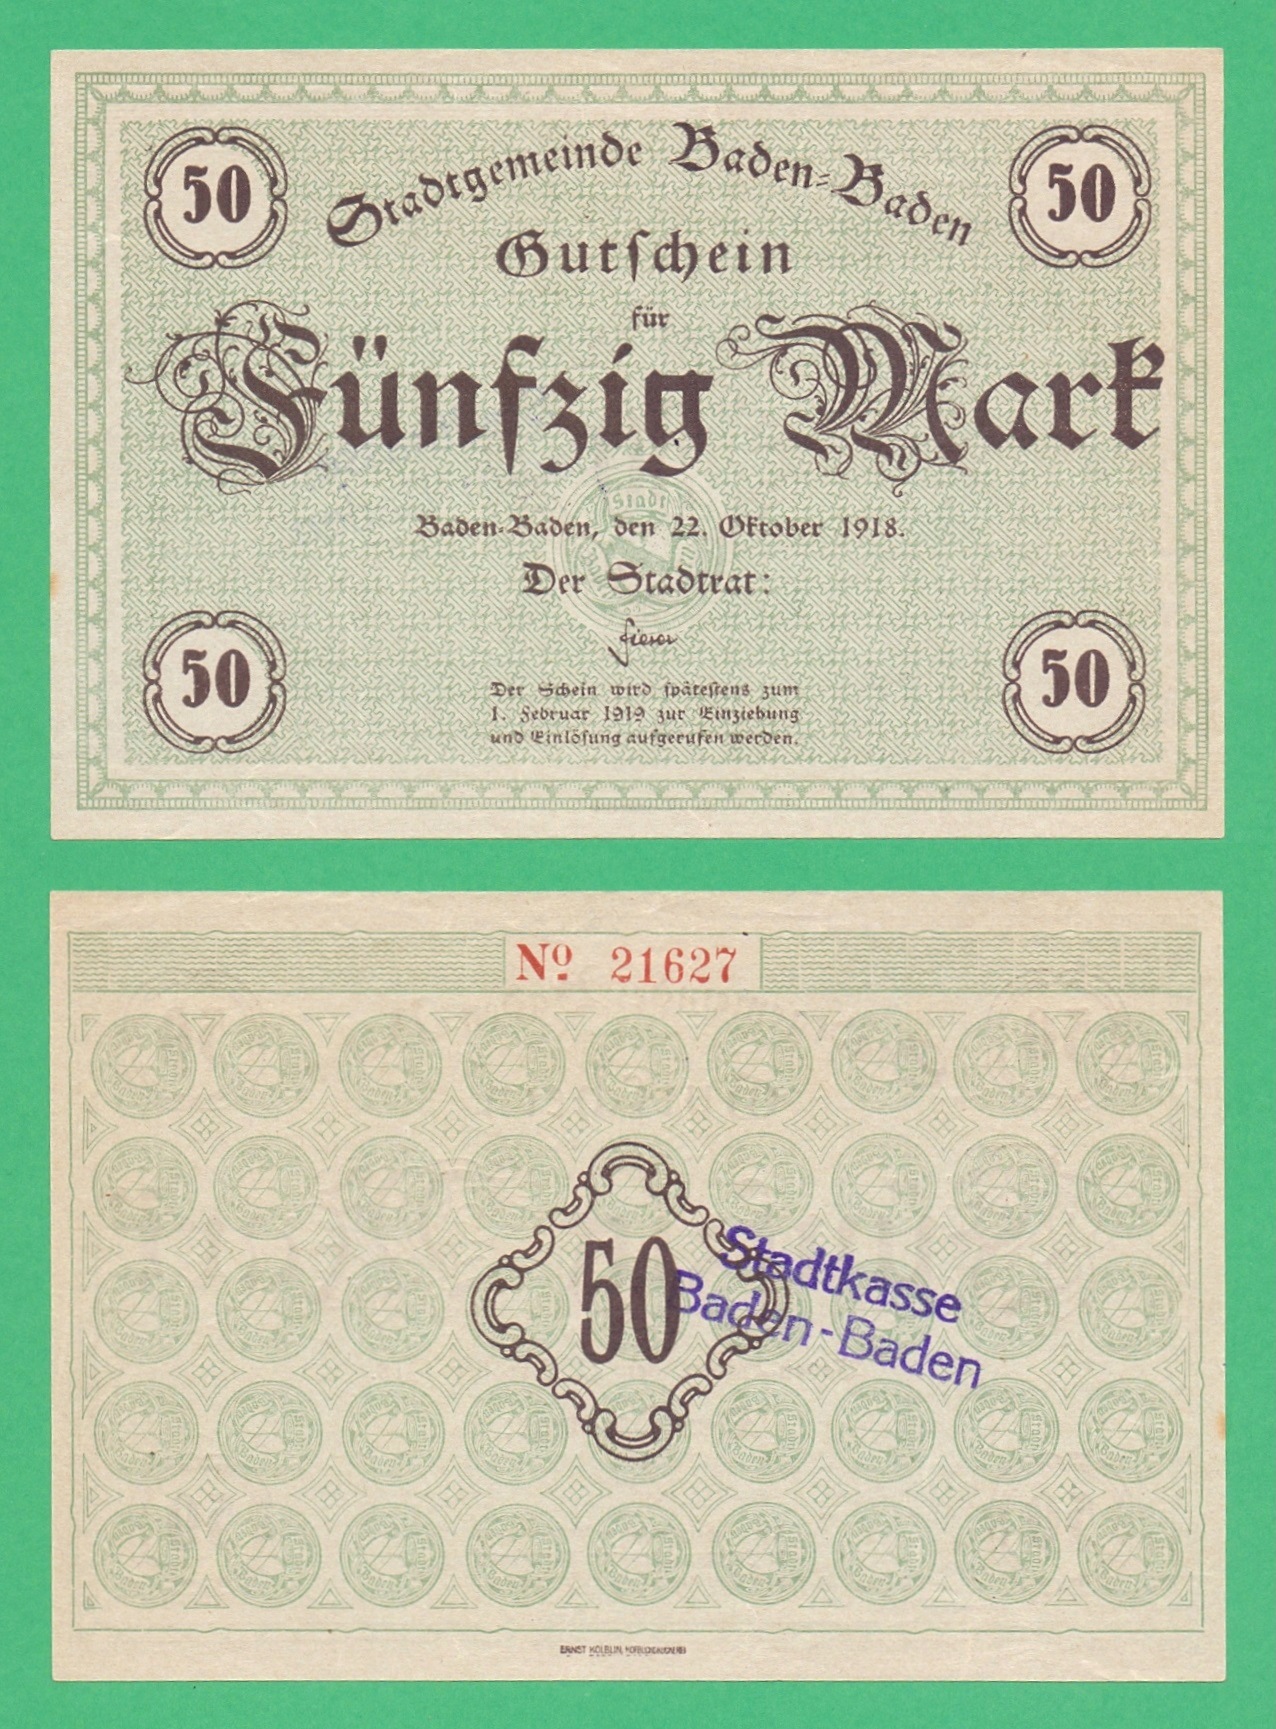 50
50
Stadtgemeinde Baden-Baden
Gutschein
für
Fünfzig Mark
Stadt
Baden-Baden, den 22. Oktober 1918.
Der Stadtrat:
Fieser
50
50
Der Schein wird spätestens zum
1. Februar 1919 zur Einziehung
und Einlösung aufgerufen werden.
No. 21627
50
Stadtkasse
Baden-Baden
ERNST KÖLBLIN, HOFBUCHDRUCKEREI